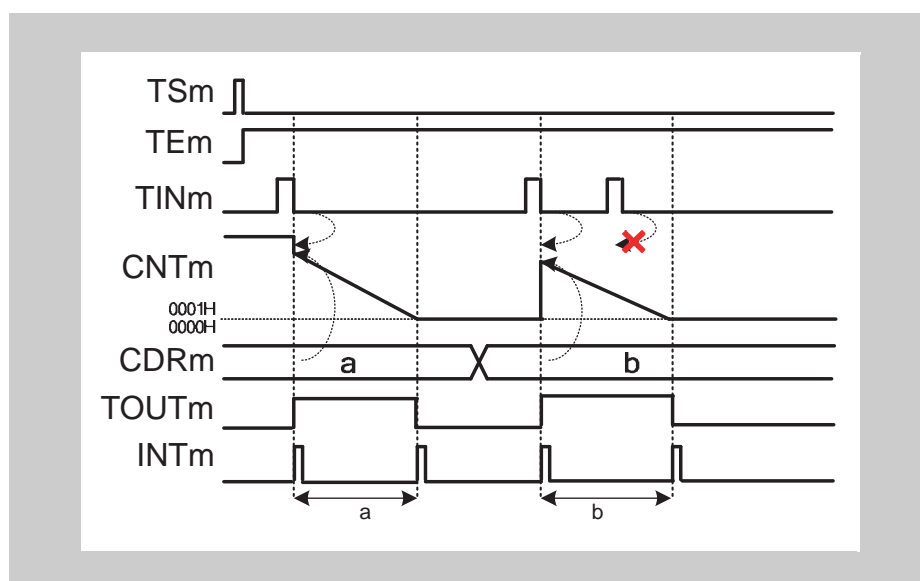 TSm
TEm
TINm
CNTm
0001H
0000H
CDRm a b
TOUTm
INTm
a b